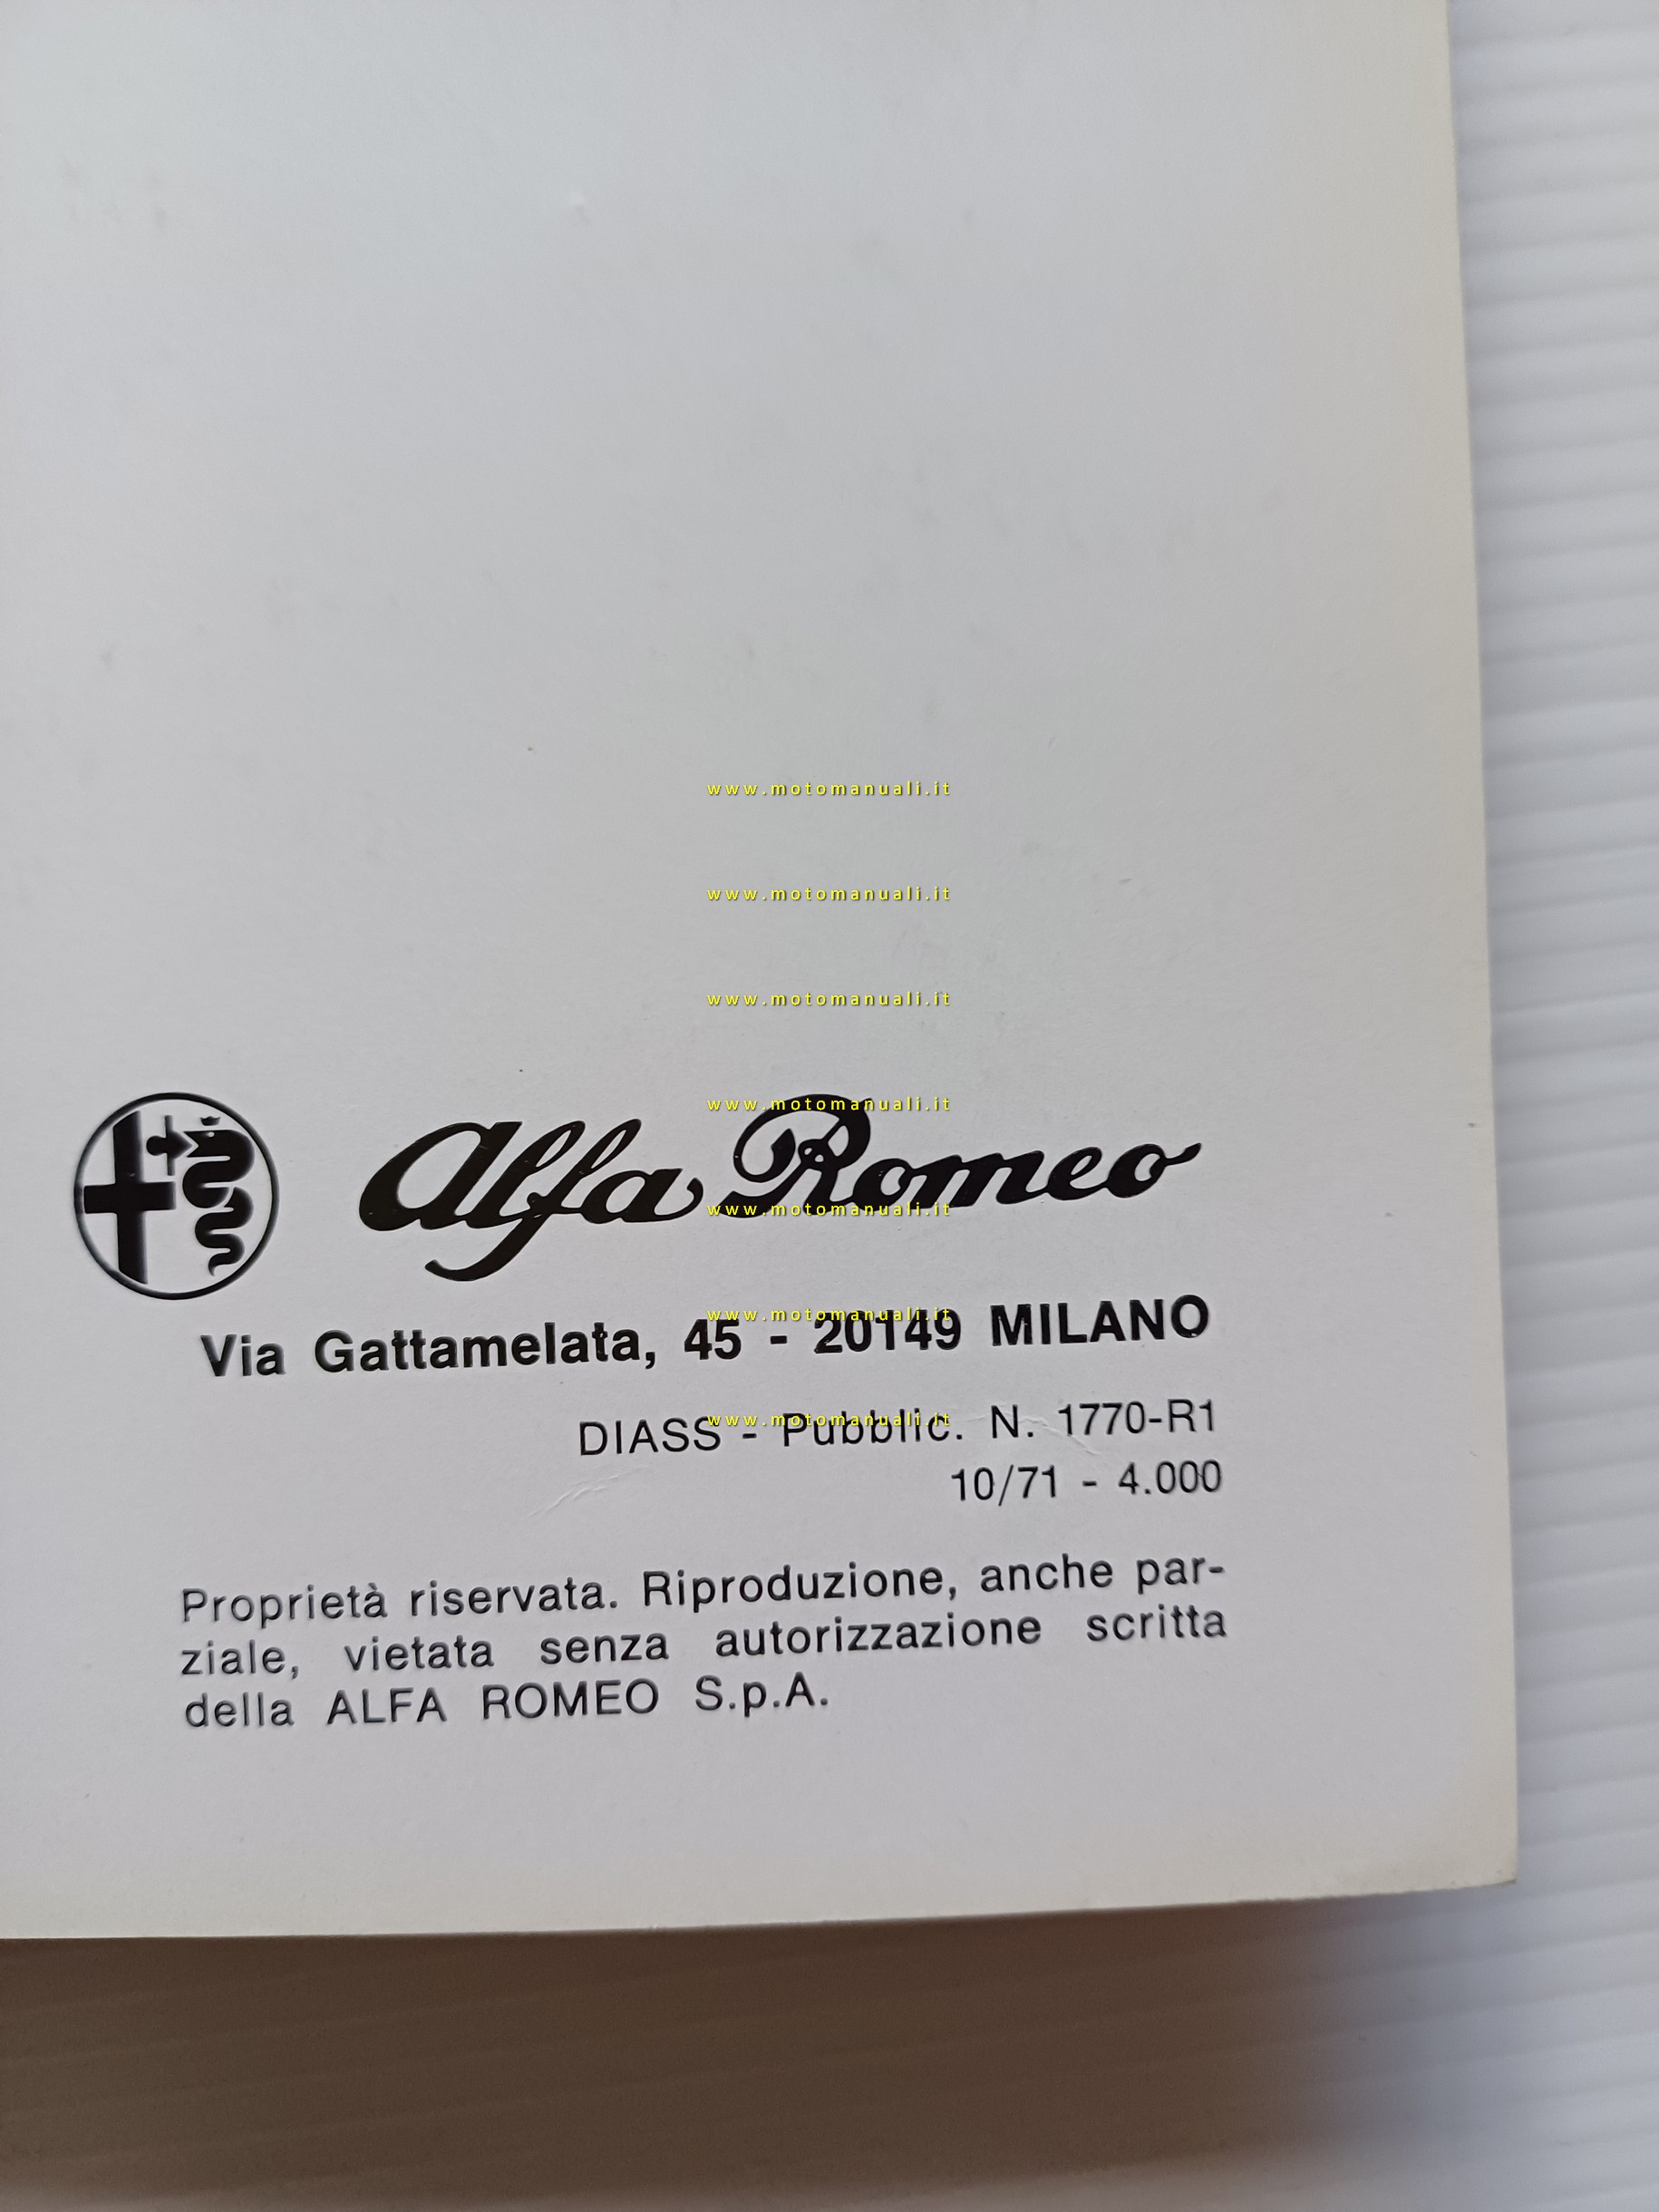 www.motomanuali.it
www.motomanuali.it
www.motomanuali.it
www.motomanuali.it
Alfa Romeo
www.motomanuali.it
www.motomanuali.it
Via Gattamelata, 45 - 20149 MILANO
www.motomanuali.it
DIASS - Pubblic. N. 1770-R1
10/71 - 4.000
Proprietà riservata. Riproduzione, anche par-
ziale, vietata senza autorizzazione scritta
della ALFA ROMEO S.p.A.